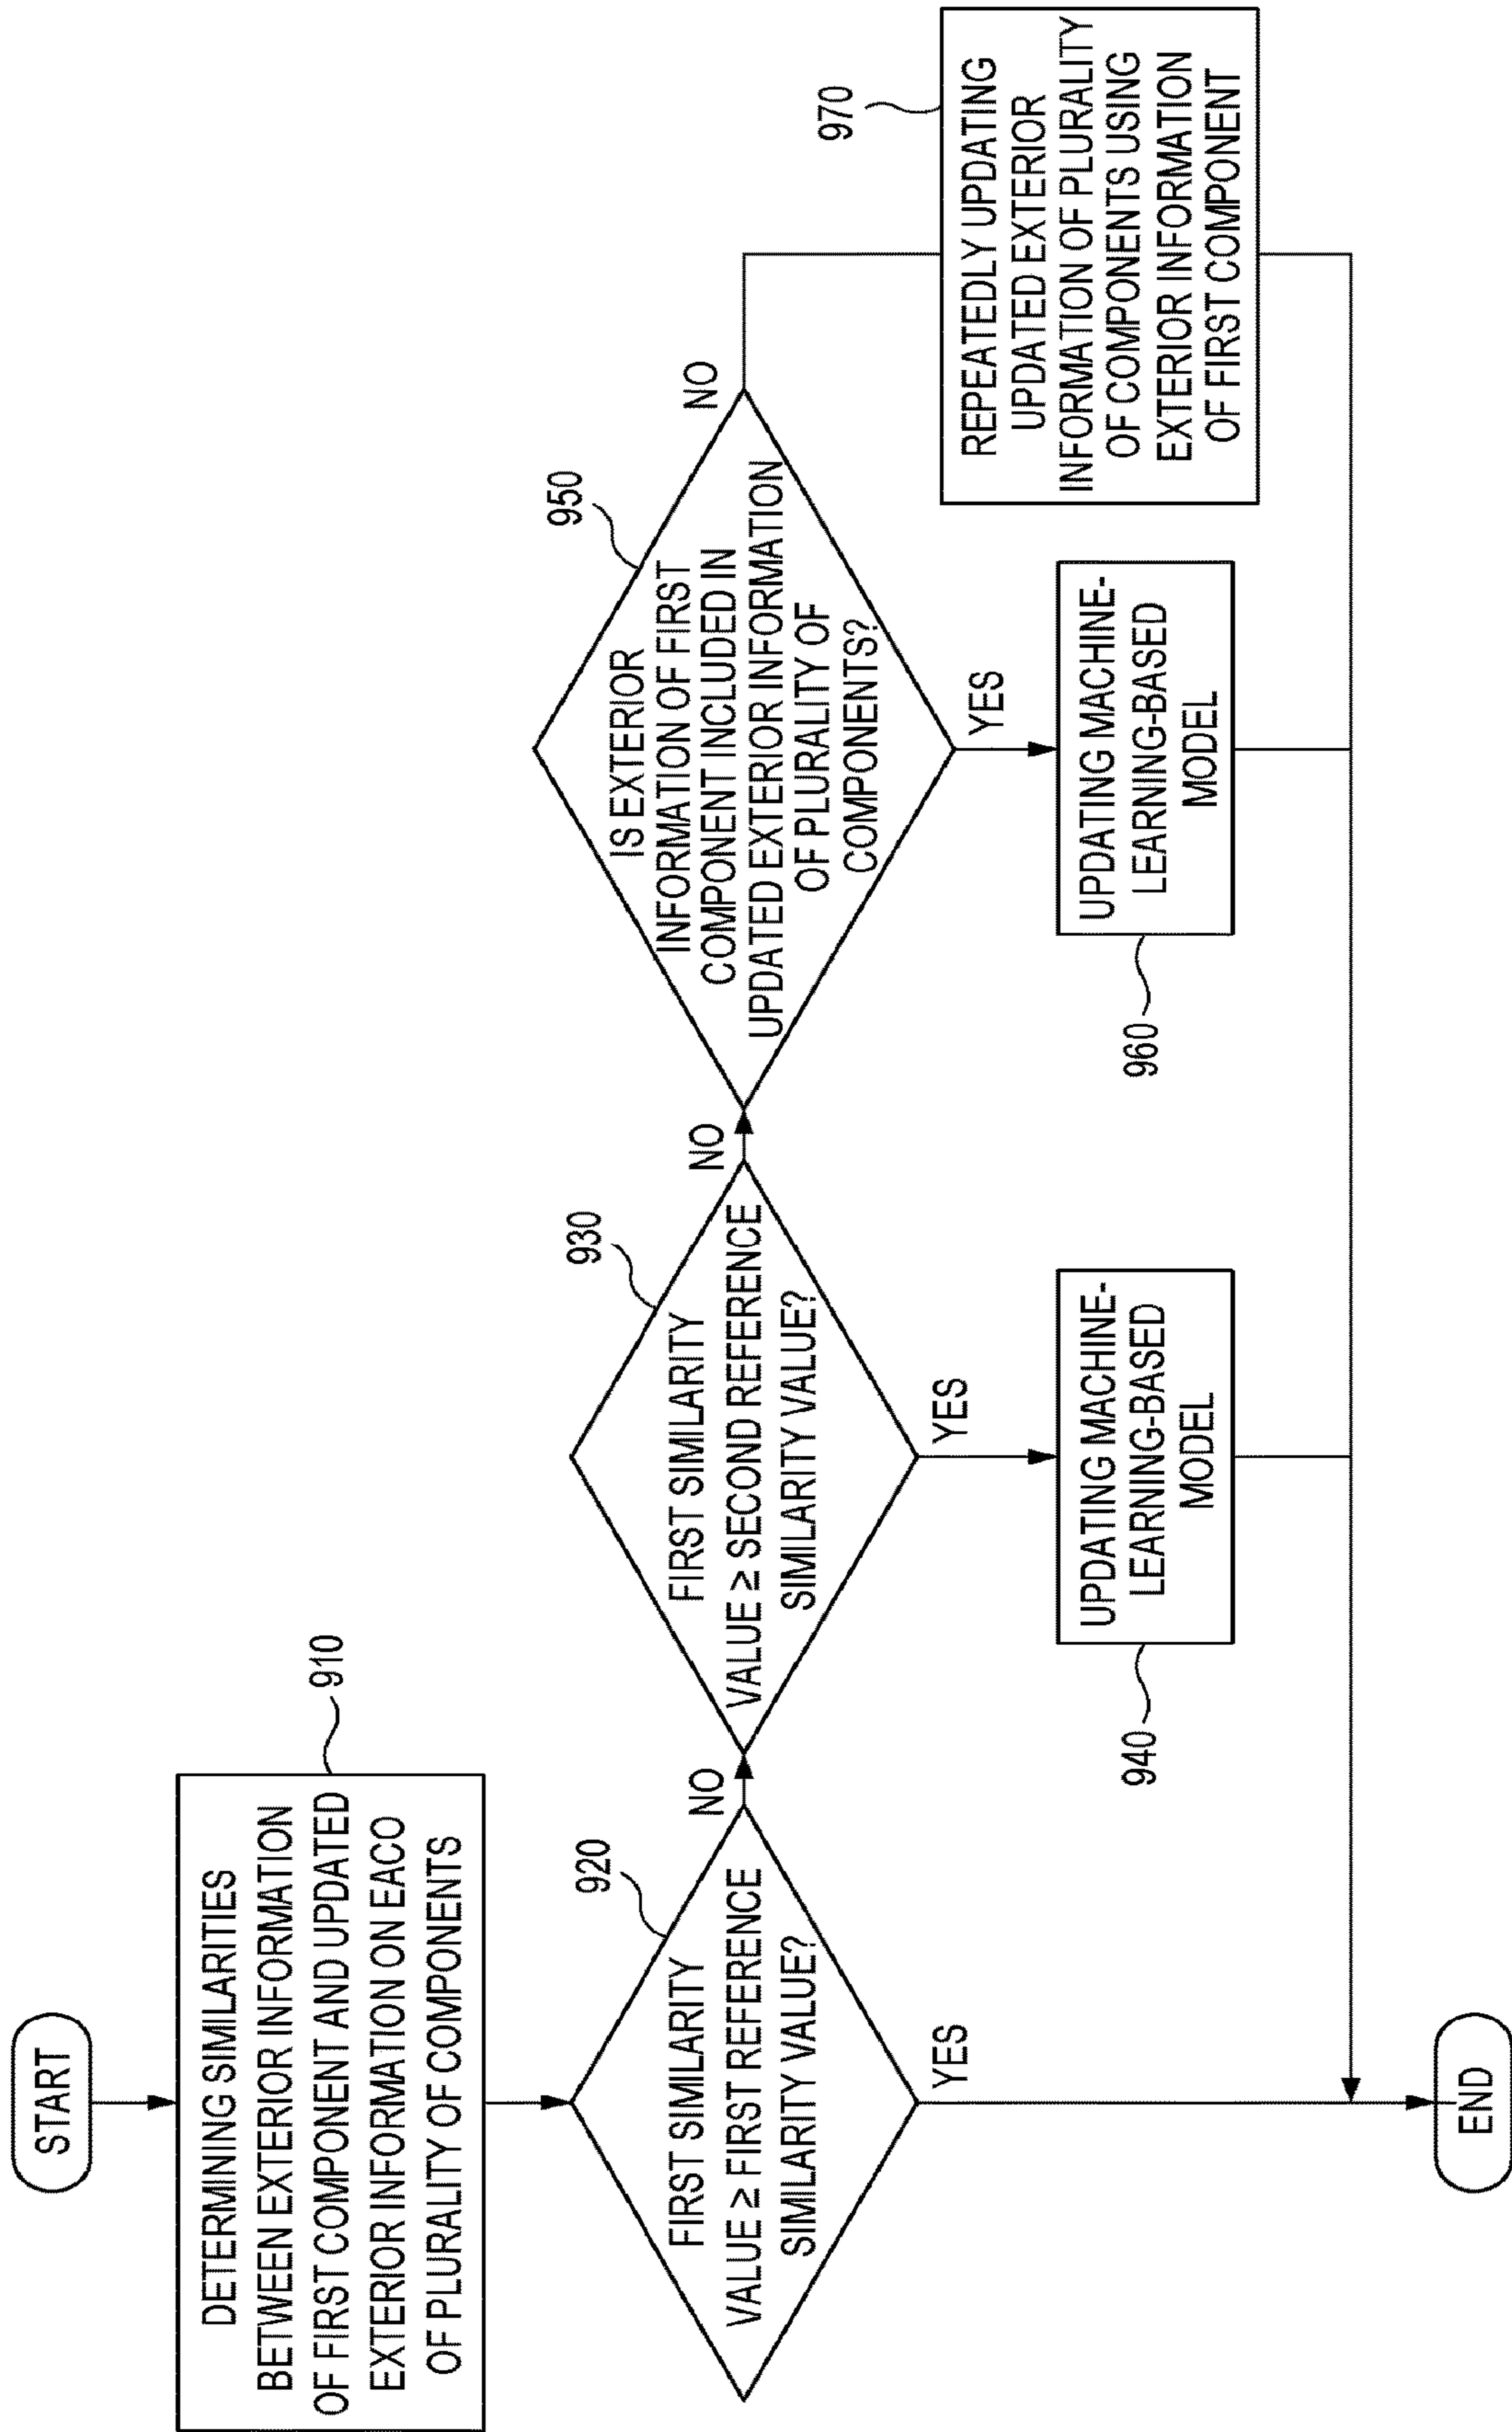 START
910
DETERMINING SIMILARITIES
BETWEEN EXTERIOR INFORMATION
OF FIRST COMPONENT AND UPDATED
EXTERIOR INFORMATION ON EACO
OF PLURALITY OF COMPONENTS
920
FIRST SIMILARITY
VALUE ≥ FIRST REFERENCE
SIMILARITY VALUE?
NO
YES
930
FIRST SIMILARITY
VALUE ≥ SECOND REFERENCE
SIMILARITY VALUE?
NO
YES
940
UPDATING MACHINE-
LEARNING-BASED
MODEL
950
IS EXTERIOR
INFORMATION OF FIRST
COMPONENT INCLUDED IN
UPDATED EXTERIOR INFORMATION
OF PLURALITY OF
COMPONENTS?
NO
YES
960
UPDATING MACHINE-
LEARNING-BASED
MODEL
970
REPEATEDLY UPDATING
UPDATED EXTERIOR
INFORMATION OF PLURALITY
OF COMPONENTS USING
EXTERIOR INFORMATION
OF FIRST COMPONENT
END